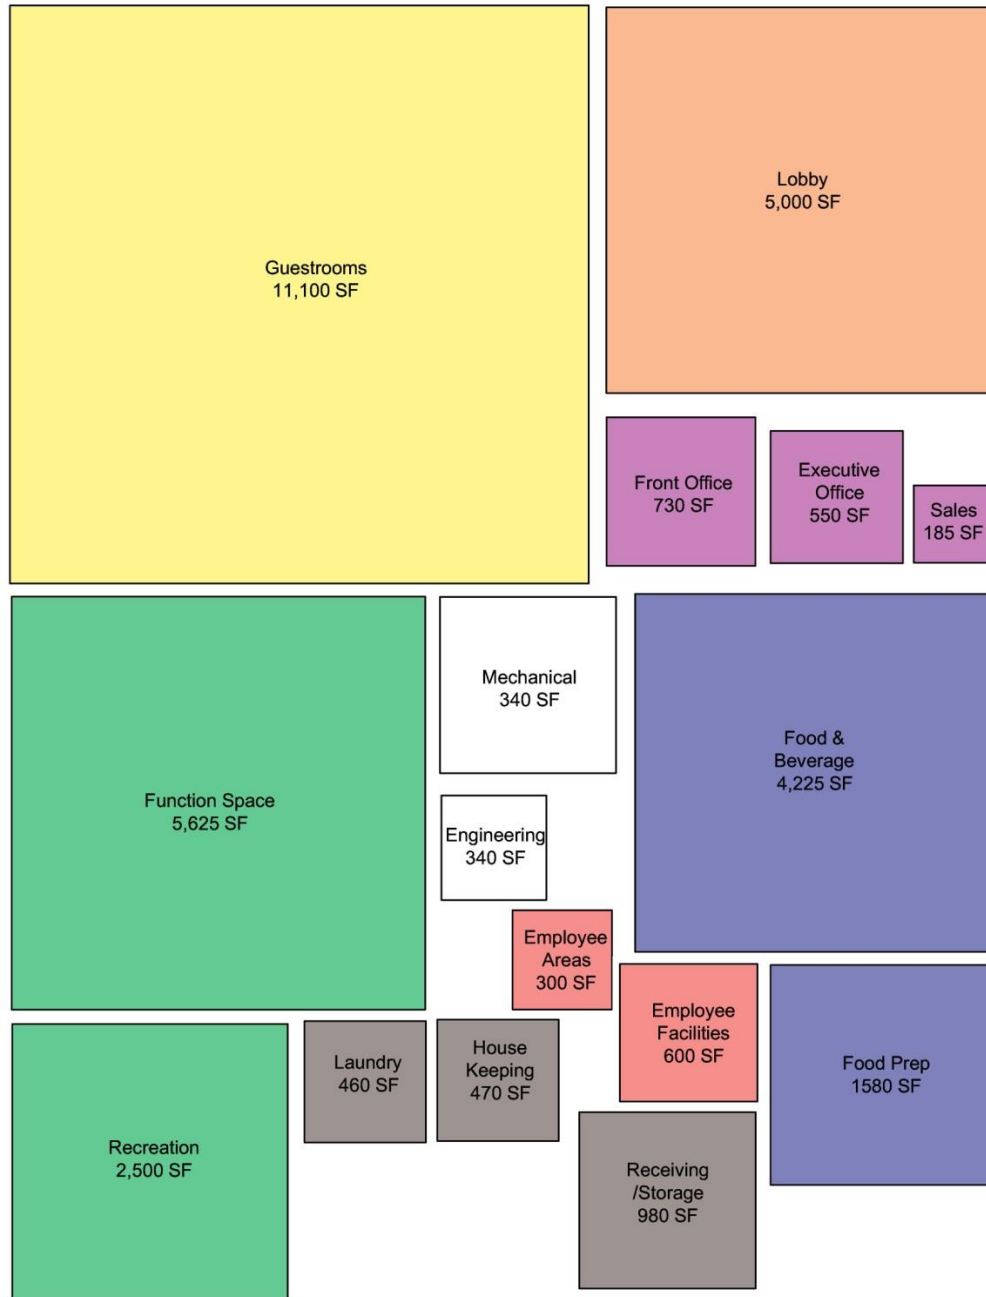 Guestrooms
11,100 SF
Lobby
5,000 SF
Front Office
730 SF
Executive
Office
550 SF
Sales
185 SF
Function Space
5,625 SF
Mechanical
340 SF
Engineering
340 SF
Food &
Beverage
4,225 SF
Employee
Areas
300 SF
Employee
Facilities
600 SF
Food Prep
1580 SF
Recreation
2,500 SF
Laundry
460 SF
House
Keeping
470 SF
Receiving
/Storage
980 SF